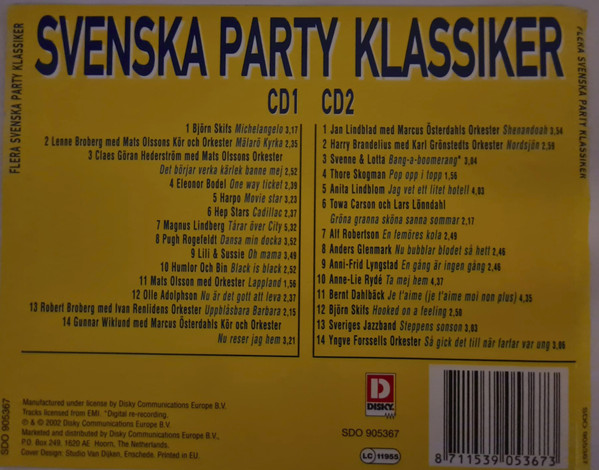 FLERA SVENSKA PARTY KLASSIKER
SVENSKA PARTY KLASSIKER
CD1
1 Björn Skifs Michelangelo 3,17
2 Lenne Broberg med Mats Olssons Kör och Orkester Mälarö Kyrka 2,35
3 Claes Göran Hederström med Mats Olssons Orkester
Det börjar verka kärlek banne mej 2,52
4 Eleonor Bodel One way ticket 2,39
5 Harpo Movie star 3,23
6 Hep Stars Cadillac 2,37
7 Magnus Lindberg Tårar över City 5,32
8 Pugh Rogefeldt Dansa min docka 3,52
9 Lili & Sussie Oh mama 3,49
10 Humlor Och Bin Black is black 2,52
11 Mats Olsson med Orkester Lappland 1,56
12 Olle Adolphson Nu är det gott att leva 2,37
13 Robert Broberg med Ivan Renlidens Orkester Uppblåsbara Barbara 2,15
14 Gunnar Wiklund med Marcus Österdahls Kör och Orkester
Nu reser jag hem 3,21
CD2
1 Jan Lindblad med Marcus Österdahls Orkester Shenandoah 3,54
2 Harry Brandelius med Karl Grönstedts Orkester Nordsjön 2,58
3 Svenne & Lotta Bang-a-boomerang* 3,04
4 Thore Skogman Pop opp i topp 1,56
5 Anita Lindblom Jag vet ett litet hotell 4,03
6 Towa Carson och Lars Lönndahl
Gröna granna sköna sanna sommar 2,17
7 Alf Robertson En femöres kola 2,49
8 Anders Glenmark Nu bubblar blodet så hett 2,46
9 Anni-Frid Lyngstad En gång är ingen gång 2,46
10 Anne-Lie Rydé Ta mej hem 4,37
11 Bernt Dahlbäck Je t'aime (je t'aime moi non plus) 4,35
12 Björn Skifs Hooked on a feeling 2,50
13 Sveriges Jazzband Steppens sonson 3,03
14 Yngve Forssells Orkester Så gick det till när farfar var ung 3,09
FLERA SVENSKA PARTY KLASSIKER
SDO 905367
Manufactured under license by Disky Communications Europe B.V.
Tracks licensed from EMI. *Digital re-recording.
℗ & © 2002 Disky Communications Europe B.V.
Marketed and distributed by Disky Communications Europe B.V.,
P.O. Box 249, 1620 AE. Hoorn, The Netherlands.
Cover Design: Studio Van Dijken, Enschede. Printed in EU.
D
DISKY
SDO 905367
LC 11955
8 711539 053673
SDO 905367